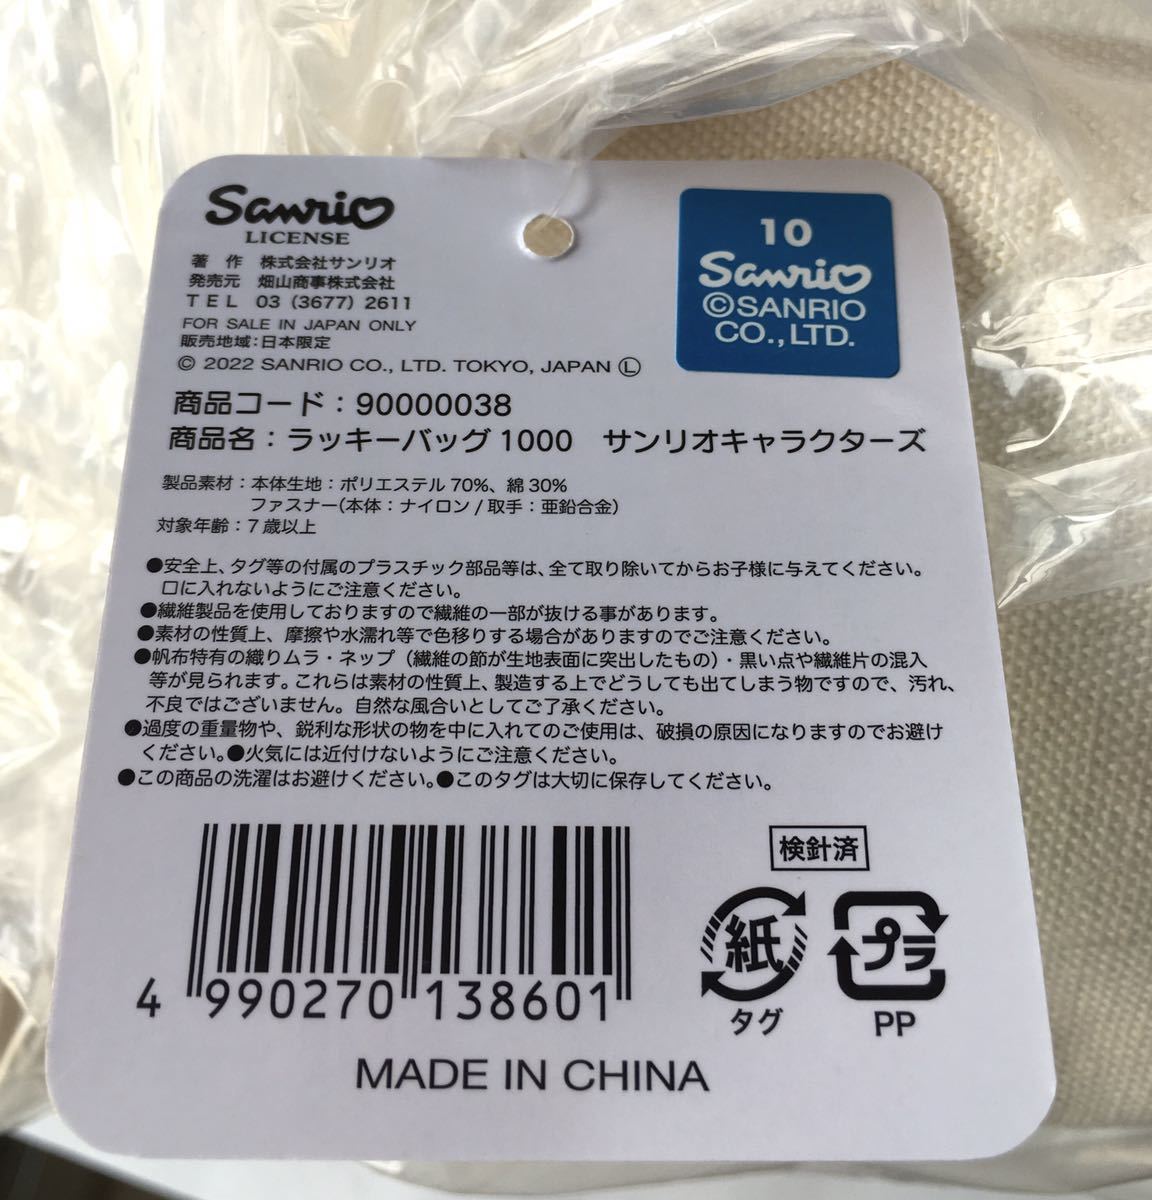 Sanrio
LICENSE
著 作 株式会社サンリオ
発売元 畑山商事株式会社
TEL 03 (3677) 2611
FOR SALE IN JAPAN ONLY
販売地域:日本限定
© 2022 SANRIO CO., LTD. TOKYO, JAPAN Ⓛ
10
Sanrio
©SANRIO
CO.,LTD.
商品コード:90000038
商品名:ラッキーバッグ1000 サンリオキャラクターズ
製品素材:本体生地:ポリエステル70%、綿30%
ファスナー(本体:ナイロン/取手:亜鉛合金)
対象年齢:7歳以上
●安全上、タグ等の付属のプラスチック部品等は、全て取り除いてからお子様に与えてください。
口に入れないようにご注意ください。
●繊維製品を使用しておりますので繊維の一部が抜ける事があります。
●素材の性質上、摩擦や水濡れ等で色移りする場合がありますのでご注意ください。
●帆布特有の織りムラ・ネップ(繊維の節が生地表面に突出したもの)・黒い点や繊維片の混入
等が見られます。これらは素材の性質上、製造する上でどうしても出てしまう物ですので、汚れ、
不良ではございません。自然な風合いとしてご了承ください。
●過度の重量物や、鋭利な形状の物を中に入れてのご使用は、破損の原因になりますのでお避け
ください。●火気には近付けないようにご注意ください。
●この商品の洗濯はお避けください。●このタグは大切に保存してください。
検針済
紙
タグ
プラ
PP
4 990270 138601
MADE IN CHINA